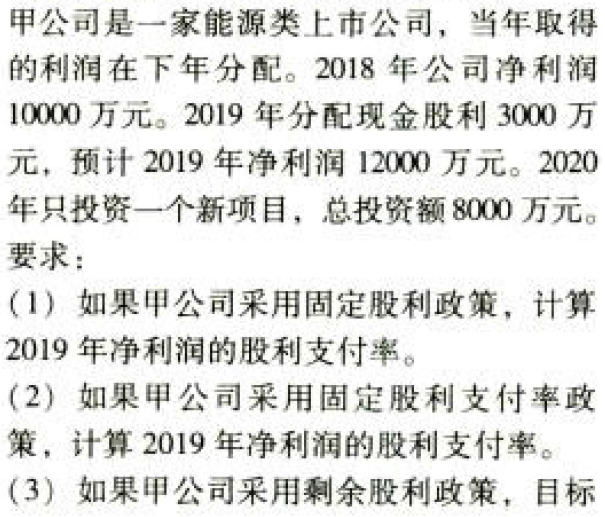 甲公司是一家能源类上市公司，当年取得
的利润在下年分配。2018 年公司净利润
10000 万元。2019 年分配现金股利 3000 万
元，预计 2019 年净利润 12000 万元。2020
年只投资一个新项目，总投资额 8000 万元。
要求：
（1）如果甲公司采用固定股利政策，计算
2019 年净利润的股利支付率。
（2）如果甲公司采用固定股利支付率政
策，计算 2019 年净利润的股利支付率。
（3）如果甲公司采用剩余股利政策，目标